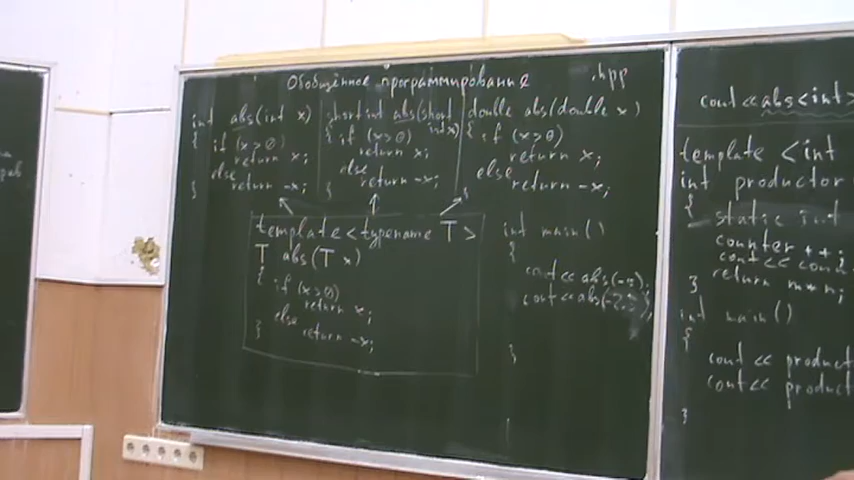 Обобщённое программирование
.hpp
int abs(int x)
{ if (x>0)
return x;
else
return -x;
}
short int abs(short int x)
{ if (x>0)
return x;
else
return -x;
}
double abs(double x)
{ if (x>0)
return x;
else
return -x;
}
template<typename T>
T abs(T x)
{ if (x>0)
return x;
else
} return -x;
int main()
{
cout << abs(-
cout << abs(-2
}
cout << abs<int>
template <int
int productor
{
static int
counter++;
cout <<
return m*n;
}
int main()
{
cout << product
cout << product
}